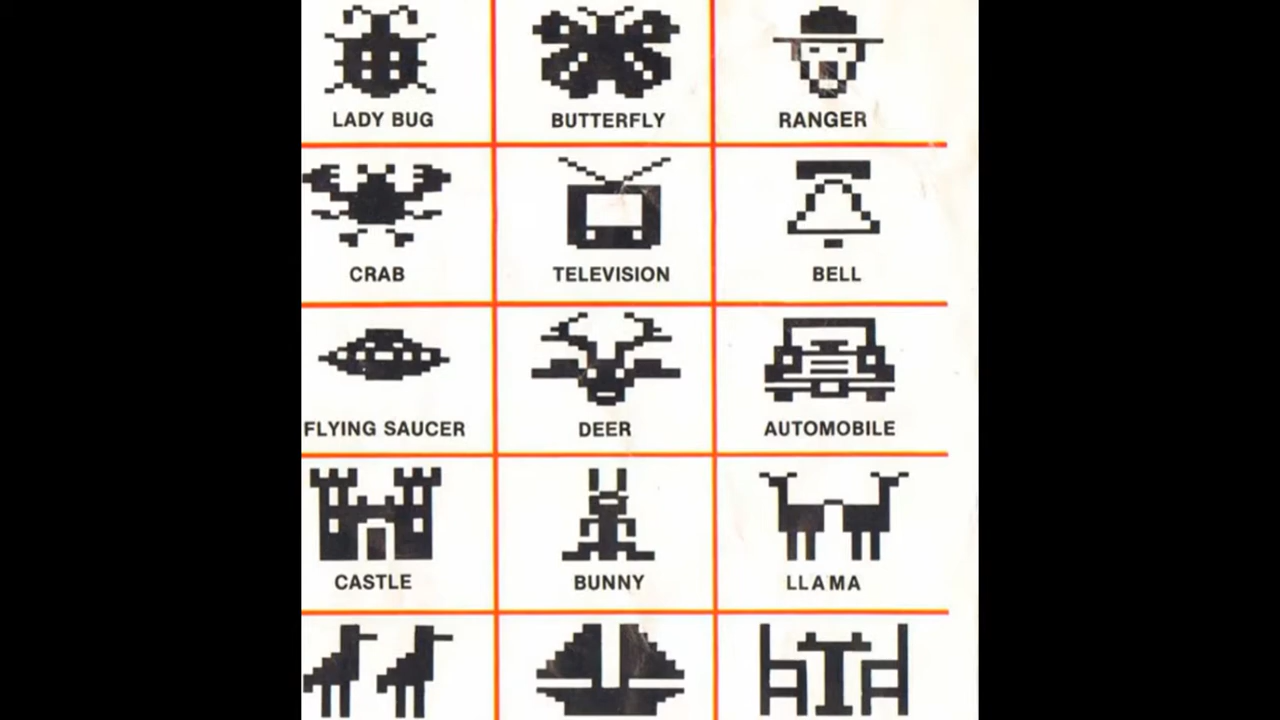 LADY BUG
BUTTERFLY
RANGER
CRAB
TELEVISION
BELL
FLYING SAUCER
DEER
AUTOMOBILE
CASTLE
BUNNY
LLAMA